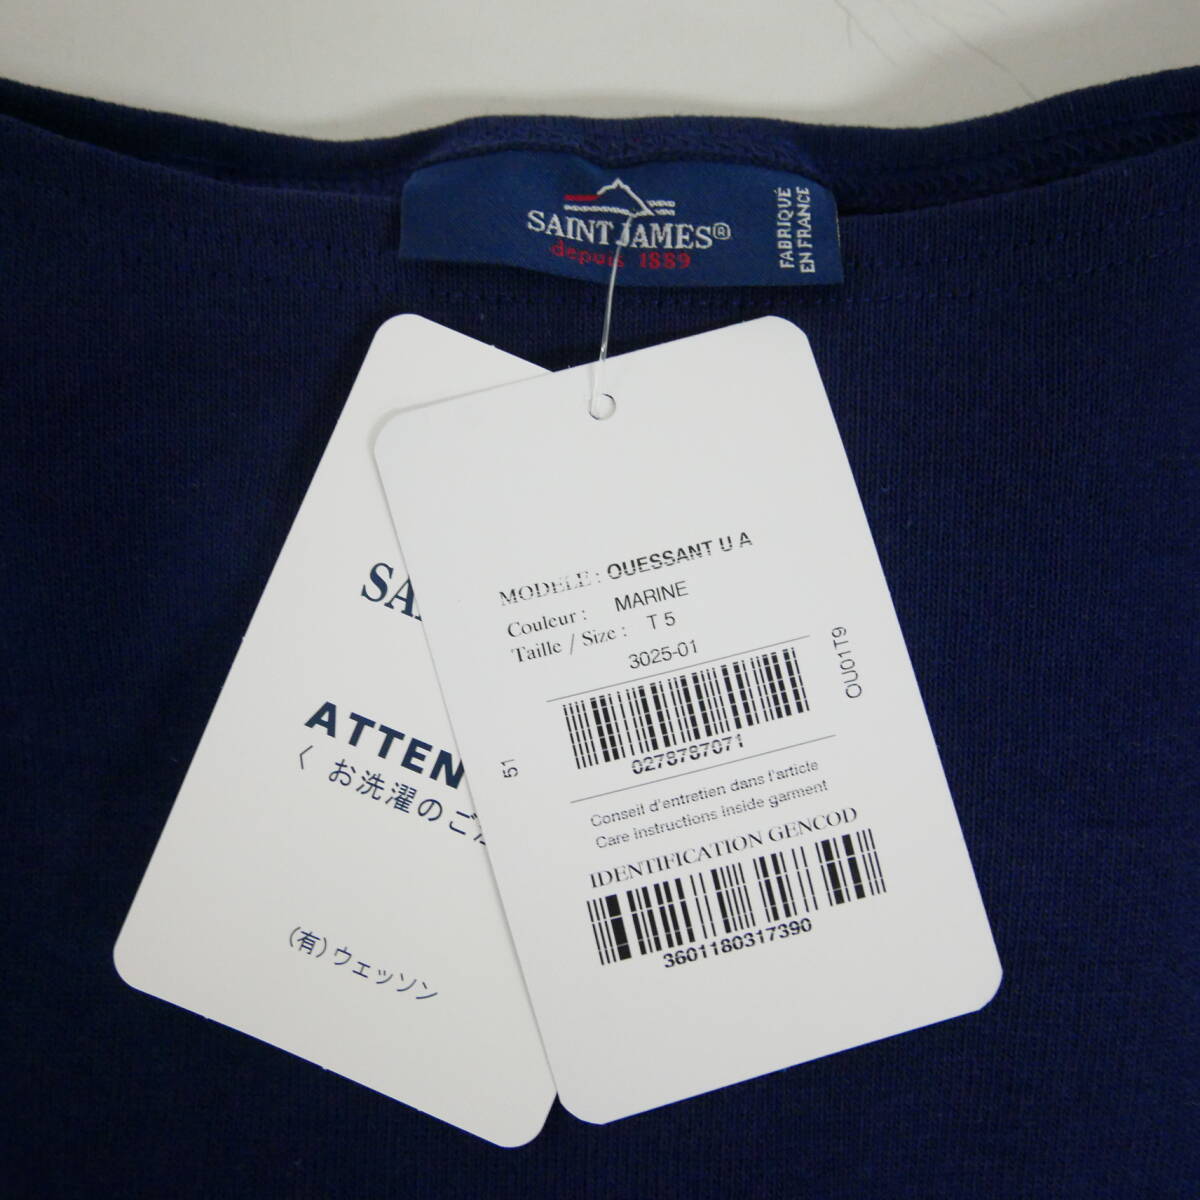 SAINT JAMES®
depuis 1889
FABRIQUÉ
EN FRANCE
MODELE : OUESSANT U A
Couleur : MARINE
Taille / Size : T 5
3025-01
0278787071
OU01T9
51
Conseil d'entretien dans l'article
Care instructions inside garment
IDENTIFICATION GENCOD
3601180317390
SA
ATTEN
〈 お洗濯のご
(有)ウェッソン